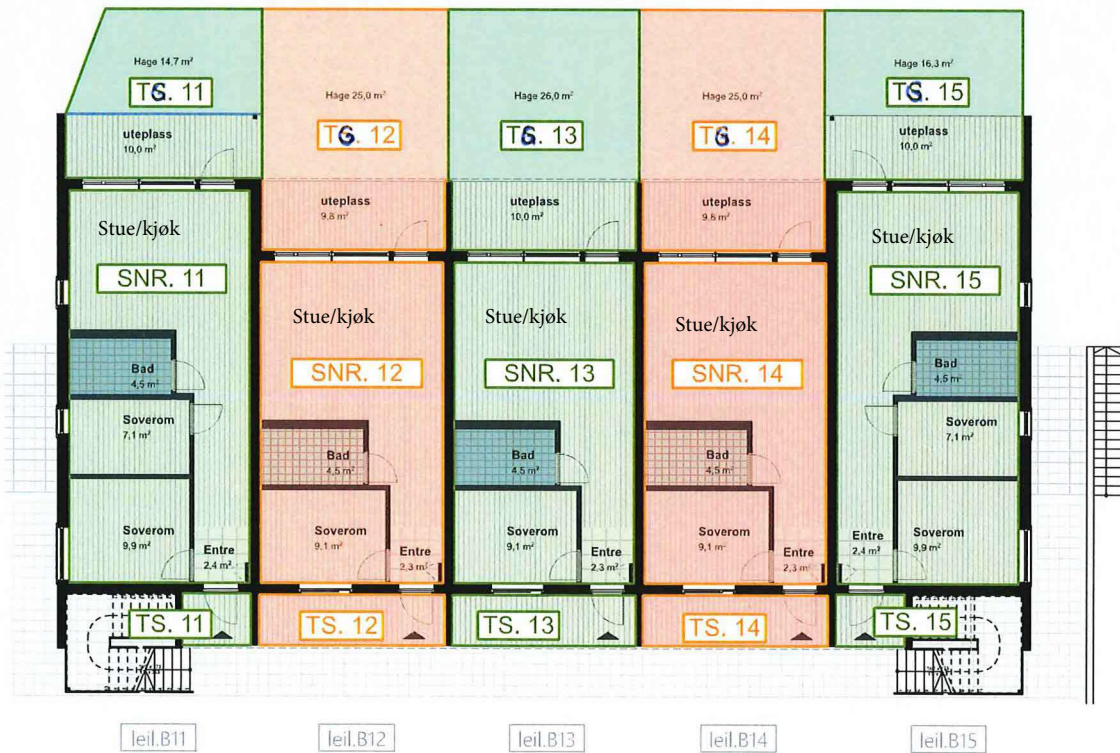 Hage 14,7 m²
TG. 11
uteplass
10,0 m²
Stue/kjøk
SNR. 11
Bad
4,5 m²
Soverom
7,1 m²
Soverom
9,9 m²
Entre
2,4 m²
TS. 11
leil.B11
Hage 25,0 m²
TG. 12
uteplass
9,8 m²
Stue/kjøk
SNR. 12
Bad
4,5 m²
Soverom
9,1 m²
Entre
2,3 m²
TS. 12
leil.B12
Hage 26,0 m²
TG. 13
uteplass
10,0 m²
Stue/kjøk
SNR. 13
Bad
4,5 m²
Soverom
9,1 m²
Entre
2,3 m²
TS. 13
leil.B13
Hage 25,0 m²
TG. 14
uteplass
9,8 m²
Stue/kjøk
SNR. 14
Bad
4,5 m²
Soverom
9,1 m²
Entre
2,3 m²
TS. 14
leil.B14
Hage 16,3 m²
TG. 15
uteplass
10,0 m²
Stue/kjøk
SNR. 15
Bad
4,5 m²
Soverom
7,1 m²
Soverom
9,9 m²
Entre
2,4 m²
TS. 15
leil.B15